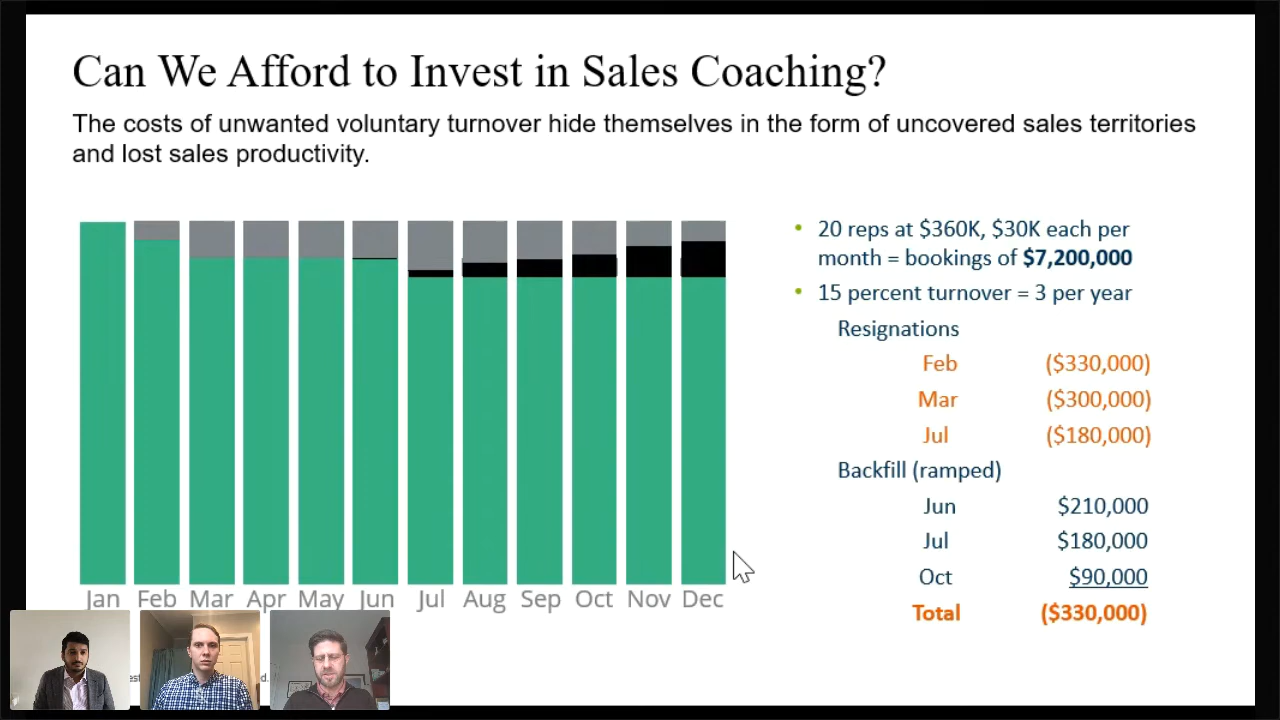 Can We Afford to Invest in Sales Coaching?
The costs of unwanted voluntary turnover hide themselves in the form of uncovered sales territories
and lost sales productivity.
• 20 reps at $360K, $30K each per
month = bookings of $7,200,000
• 15 percent turnover = 3 per year
Resignations
Feb ($330,000)
Mar ($300,000)
Jul ($180,000)
Backfill (ramped)
Jun $210,000
Jul $180,000
Oct $90,000
Total ($330,000)
Jan Feb Mar Apr May Jun Jul Aug Sep Oct Nov Dec